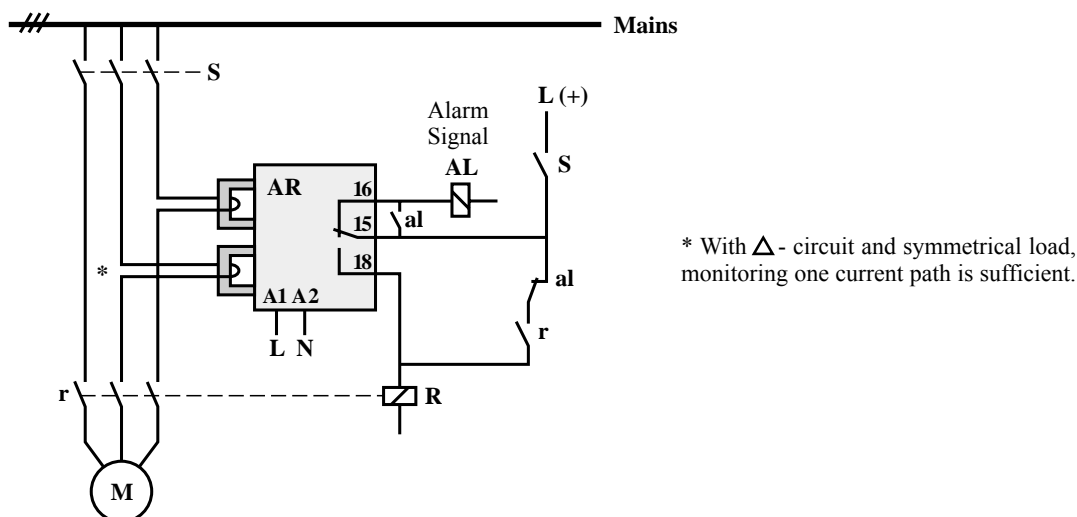 Mains
S
L (+)
Alarm
Signal
AL
S
AR
16
al
15
18
* With Δ - circuit and symmetrical load,
monitoring one current path is sufficient.
*
al
A1 A2
r
L N
r
R
M